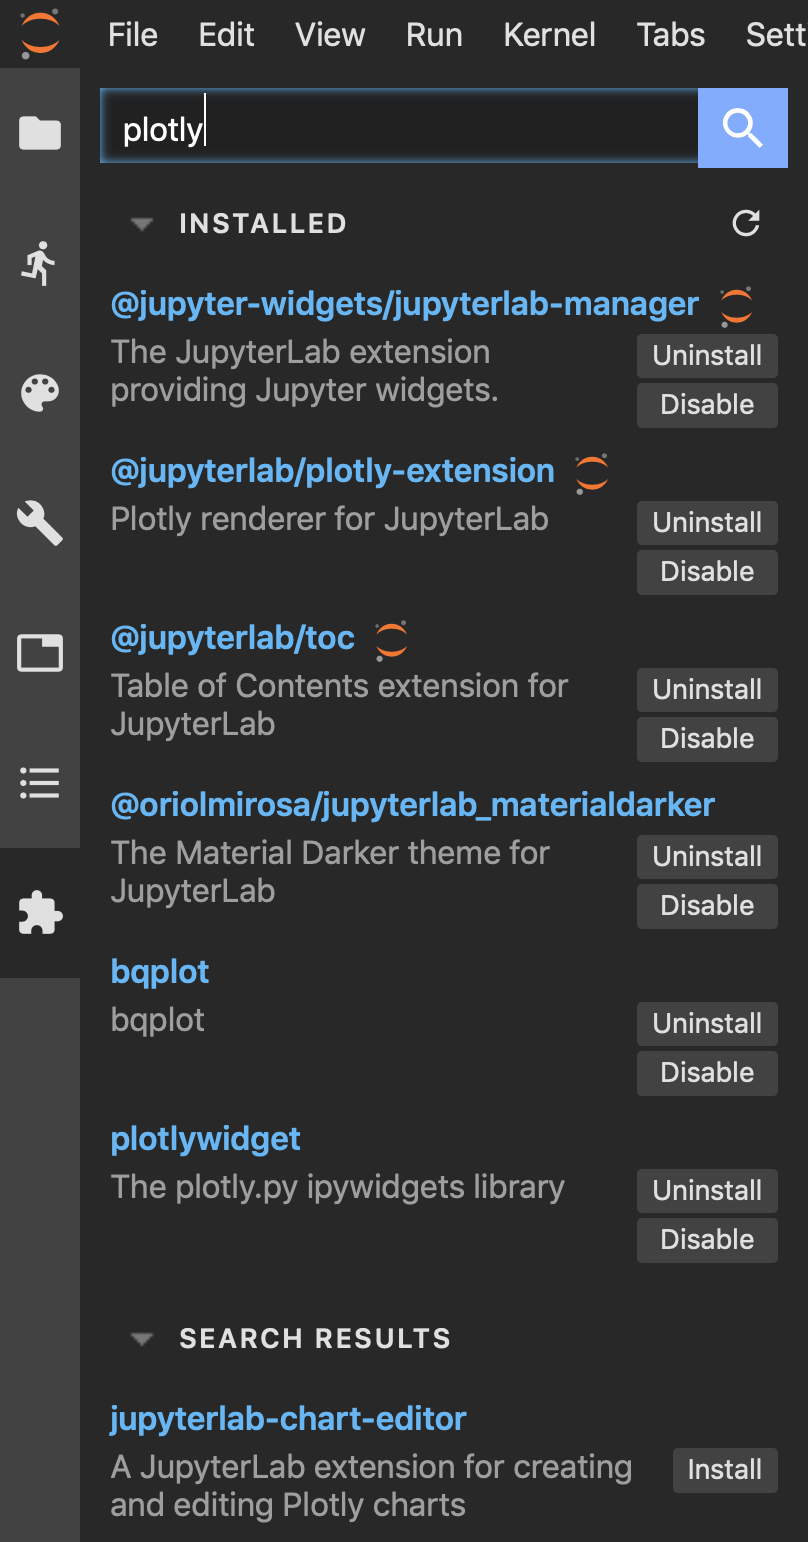 File Edit View Run Kernel Tabs Sett
plotly
INSTALLED
@jupyter-widgets/jupyterlab-manager
The JupyterLab extension
providing Jupyter widgets.
Uninstall
Disable
@jupyterlab/plotly-extension
Plotly renderer for JupyterLab
Uninstall
Disable
@jupyterlab/toc
Table of Contents extension for
JupyterLab
Uninstall
Disable
@oriolmirosa/jupyterlab_materialdarker
The Material Darker theme for
JupyterLab
Uninstall
Disable
bqplot
bqplot
Uninstall
Disable
plotlywidget
The plotly.py ipywidgets library
Uninstall
Disable
SEARCH RESULTS
jupyterlab-chart-editor
A JupyterLab extension for creating
and editing Plotly charts
Install